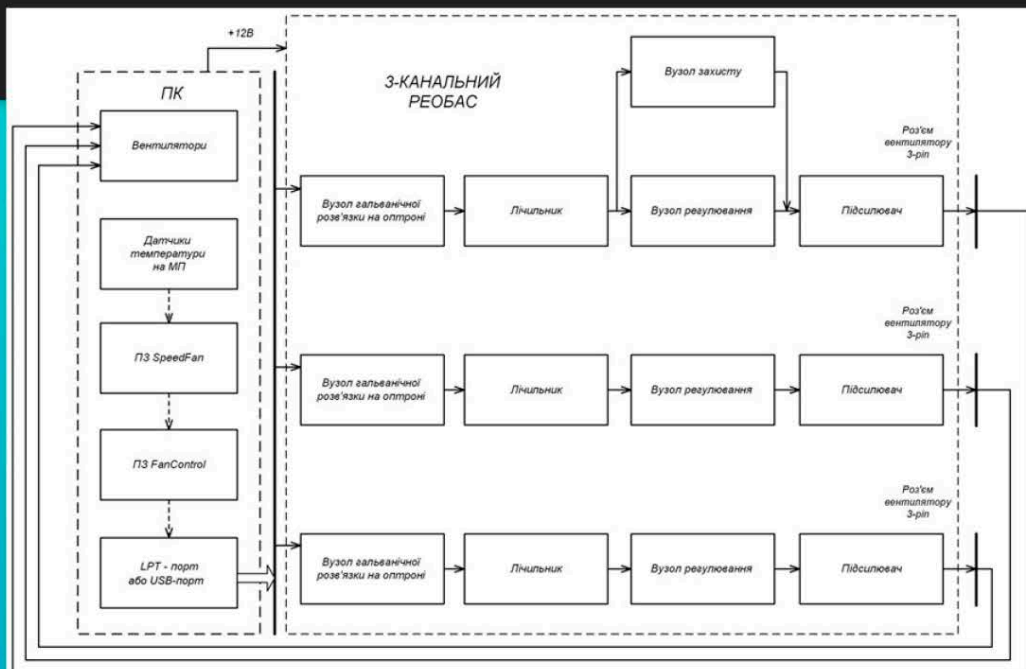 +12В
ПК
3-КАНАЛЬНИЙ
РЕОБАС
Вузол захисту
Вентилятори
Роз'єм
вентилятору
3-pin
Вузол гальванічної
розв'язки на оптроні
Лічильник
Вузол регулювання
Підсилювач
Датчики
температури
на МП
Роз'єм
вентилятору
3-pin
ПЗ SpeedFan
Вузол гальванічної
розв'язки на оптроні
Лічильник
Вузол регулювання
Підсилювач
ПЗ FanControl
Роз'єм
вентилятору
3-pin
LPT - порт
або USB-порт
Вузол гальванічної
розв'язки на оптроні
Лічильник
Вузол регулювання
Підсилювач